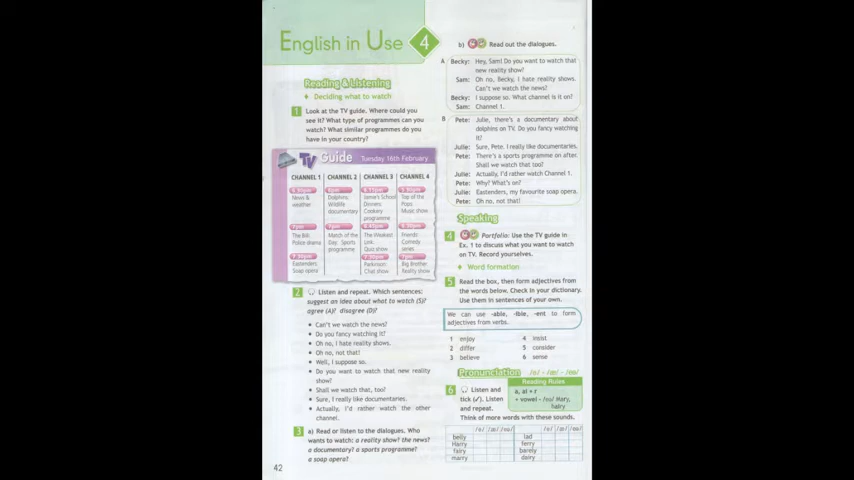 English in Use 4
Reading & Listening
Deciding what to watch
1 Look at the TV guide. Where could you
see it? What type of programmes can you
watch? What similar programmes do you
have in your country?
TV Guide Tuesday 16th February
CHANNEL 1 CHANNEL 2 CHANNEL 3 CHANNEL 4
News & weather
7pm
The Bill: Police drama
7:30pm
Eastenders Soap opera
6pm
Dolphins: Wildlife documentary
7pm
Match of the Day: Sports programme
Jamie's School Dinners: Cookery programme
6.45pm
The Weakest Link: Quiz show
7:30pm
Parkinson: Chat show
Top of the Pops: Music show
Friends: Comedy series
7pm
Big Brother Reality show
2 Listen and repeat. Which sentences:
suggest an idea about what to watch (S)?
agree (A)? disagree (D)?
• Can't we watch the news?
• Do you fancy watching it?
• Oh no, I hate reality shows.
• Oh no, not that!
• Well, I suppose so.
• Do you want to watch that new reality
show?
• Shall we watch that, too?
• Sure, I really like documentaries.
• Actually, I'd rather watch the other
channel.
3 a) Read or listen to the dialogues. Who
wants to watch: a reality show? the news?
a documentary? a sports programme?
a soap opera?
42
b) Read out the dialogues.
A Becky: Hey, Sam! Do you want to watch that
new reality show?
Sam: Oh no, Becky, I hate reality shows.
Can't we watch the news?
Becky: I suppose so. What channel is it on?
Sam: Channel 1.
B Pete: Julie, there's a documentary about
dolphins on TV. Do you fancy watching
it?
Julie: Sure, Pete. I really like documentaries.
Pete: There's a sports programme on after.
Shall we watch that too?
Julie: Actually, I'd rather watch Channel 1.
Pete: Why? What's on?
Julie: Eastenders, my favourite soap opera.
Pete: Oh no, not that!
Speaking
4 Portfolio: Use the TV guide in
Ex. 1 to discuss what you want to watch
on TV. Record yourselves.
Word formation
5 Read the box, then form adjectives from
the words below. Check in your dictionary.
Use them in sentences of your own.
We can use -able, -ible, -ent to form
adjectives from verbs.
1 enjoy 4 insist
2 differ 5 consider
3 believe 6 sense
Pronunciation
6 Listen and
tick (✓). Listen
and repeat.
Reading Rules
a, ai + r
+ vowel - /eə/ Mary,
hairy
Think of more words with these sounds.
belly lad
Harry ferry
fairy barely
marry dairy